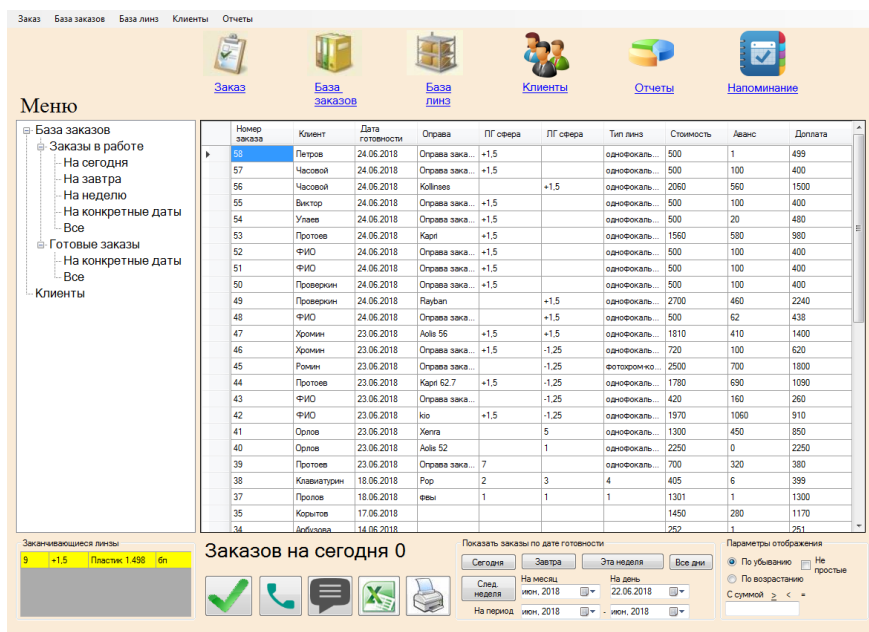 Заказ База заказов База линз Клиенты Отчеты
Заказ База заказов База линз Клиенты Отчеты Напоминание
Меню
База заказов
Заказы в работе
На сегодня
На завтра
На неделю
На конкретные даты
Все
Готовые заказы
На конкретные даты
Все
Клиенты
Номер заказа Клиент Дата готовности Оправа ПГ сфера ЛГ сфера Тип линз Стоимость Аванс Доплата
58 Петров 24.06.2018 Оправа зака... +1,5 однофокаль... 500 1 499
57 Часовой 24.06.2018 Оправа зака... +1,5 однофокаль... 500 100 400
56 Часовой 24.06.2018 Kollinses +1,5 однофокаль... 2060 560 1500
55 Виктор 24.06.2018 Оправа зака... +1,5 однофокаль... 500 100 400
54 Улаев 24.06.2018 Оправа зака... +1,5 однофокаль... 500 20 480
53 Протоев 24.06.2018 Kapri +1,5 однофокаль... 1560 580 980
52 ФИО 24.06.2018 Оправа зака... +1,5 однофокаль... 500 100 400
51 ФИО 24.06.2018 Оправа зака... +1,5 однофокаль... 500 100 400
50 Проверкин 24.06.2018 Оправа зака... +1,5 однофокаль... 500 100 400
49 Проверкин 24.06.2018 Rayban +1,5 однофокаль... 2700 460 2240
48 ФИО 24.06.2018 Оправа зака... +1,5 однофокаль... 500 62 438
47 Хромин 23.06.2018 Aolis 56 +1,5 +1,5 однофокаль... 1810 410 1400
46 Хромин 23.06.2018 Оправа зака... +1,5 -1,25 однофокаль... 720 100 620
45 Ромин 23.06.2018 Оправа зака... -1,25 фотохром-ко... 2500 700 1800
44 Протоев 23.06.2018 Kapri 62.7 +1,5 -1,25 однофокаль... 1780 690 1090
43 ФИО 23.06.2018 Оправа зака... -1,25 однофокаль... 420 160 260
42 ФИО 23.06.2018 kio +1,5 -1,25 однофокаль... 1970 1060 910
41 Орлов 23.06.2018 Xenra 5 однофокаль... 1300 450 850
40 Орлов 23.06.2018 Aolis 52 1 однофокаль... 2250 0 2250
39 Протоев 23.06.2018 Оправа зака... 7 однофокаль... 700 320 380
38 Клавиатурин 18.06.2018 Pop 2 3 4 405 6 399
37 Пролов 18.06.2018 фвы 1 1 1 1301 1 1300
35 Корытов 17.06.2018 1450 280 1170
34 Арбузова 14.06.2018 252 1 251
Заканчивающиеся линзы
9 +1,5 Пластик 1.498 бп
Заказов на сегодня 0
Показать заказы по дате готовности
Сегодня Завтра Эта неделя Все дни
След. неделя На месяц июн, 2018 На день 22.06.2018
На период июн, 2018 - июн, 2018
Параметры отображения
По убыванию Не простые
По возрастанию
С суммой > < =